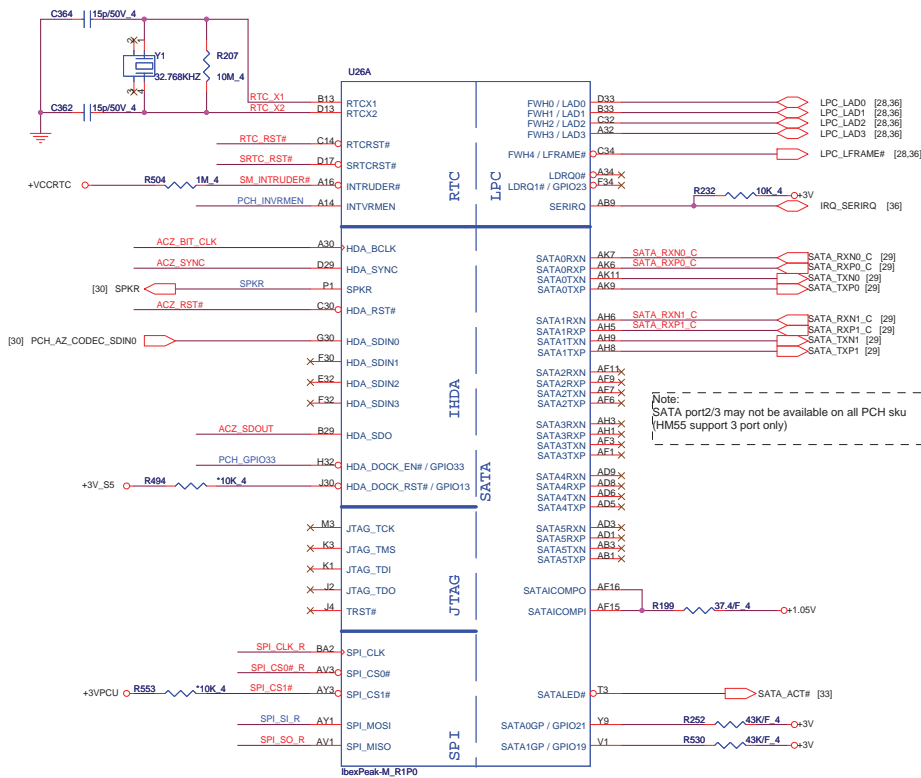 C364 15p/50V_4
2 1
Y1
32.768KHZ
3 4
R207
10M_4
C362 15p/50V_4
U26A
RTC_X1 B13 RTCX1
RTC_X2 D13 RTCX2
RTC_RST# C14 RTCRST#
SRTC_RST# D17 SRTCRST#
+VCCRTC R504 1M_4 SM_INTRUDER# A16 INTRUDER#
PCH_INVRMEN A14 INTVRMEN
RTC
LPC
FWH0 / LAD0 D33 LPC_LAD0 [28,36]
FWH1 / LAD1 B33 LPC_LAD1 [28,36]
FWH2 / LAD2 C32 LPC_LAD2 [28,36]
FWH3 / LAD3 A32 LPC_LAD3 [28,36]
FWH4 / LFRAME# C34 LPC_LFRAME# [28,36]
LDRQ0# A34
LDRQ1# / GPIO23 F34
R232 10K_4 +3V
SERIRQ AB9 IRQ_SERIRQ [36]
ACZ_BIT_CLK A30 HDA_BCLK
ACZ_SYNC D29 HDA_SYNC
[30] SPKR SPKR P1 SPKR
ACZ_RST# C30 HDA_RST#
[30] PCH_AZ_CODEC_SDIN0 G30 HDA_SDIN0
F30 HDA_SDIN1
E32 HDA_SDIN2
F32 HDA_SDIN3
ACZ_SDOUT B29 HDA_SDO
PCH_GPIO33 H32 HDA_DOCK_EN# / GPIO33
+3V_S5 R494 *10K_4 J30 HDA_DOCK_RST# / GPIO13
IHDA
SATA
SATA0RXN AK7 SATA_RXN0_C SATA_RXN0_C [29]
SATA0RXP AK6 SATA_RXP0_C SATA_RXP0_C [29]
SATA0TXN AK11 SATA_TXN0 [29]
SATA0TXP AK9 SATA_TXP0 [29]
SATA1RXN AH6 SATA_RXN1_C SATA_RXN1_C [29]
SATA1RXP AH5 SATA_RXP1_C SATA_RXP1_C [29]
SATA1TXN AH9 SATA_TXN1 [29]
SATA1TXP AH8 SATA_TXP1 [29]
SATA2RXN AF11
SATA2RXP AF9
SATA2TXN AF7
SATA2TXP AF6
SATA3RXN AH3
SATA3RXP AH1
SATA3TXN AF3
SATA3TXP AF1
SATA4RXN AD9
SATA4RXP AD8
SATA4TXN AD6
SATA4TXP AD5
SATA5RXN AD3
SATA5RXP AD1
SATA5TXN AB3
SATA5TXP AB1
Note:
SATA port2/3 may not be available on all PCH sku
(HM55 support 3 port only)
M3 JTAG_TCK
K3 JTAG_TMS
K1 JTAG_TDI
J2 JTAG_TDO
J4 TRST#
JTAG
SATAICOMPO AF16
SATAICOMPI AF15 R199 37.4/F_4 +1.05V
SPI_CLK_R BA2 SPI_CLK
SPI_CS0#_R AV3 SPI_CS0#
+3VPCU R553 *10K_4 SPI_CS1# AY3 SPI_CS1#
SPI_SI_R AY1 SPI_MOSI
SPI_SO_R AV1 SPI_MISO
SPI
SATALED# T3 SATA_ACT# [33]
SATA0GP / GPIO21 Y9 R252 43K/F_4 +3V
SATA1GP / GPIO19 V1 R530 43K/F_4 +3V
IbexPeak-M_R1P0